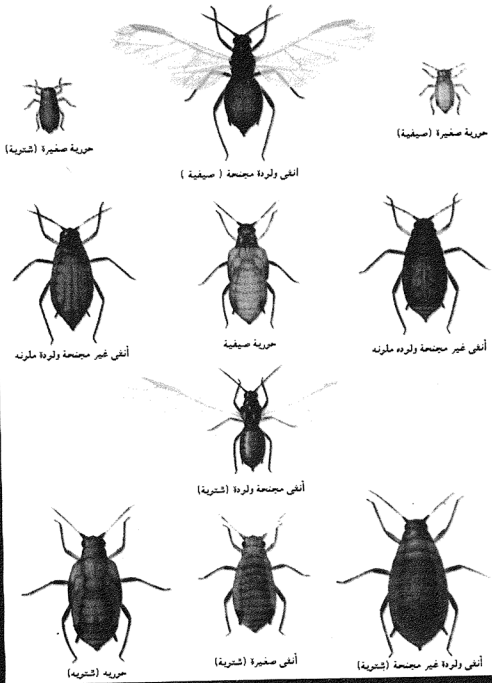 حورية صغيرة (شتوية)
انثى ولودة مجنحة ( صيفية )
حورية صغيرة (صيفية)
أنثى غير مجنحة ولودة ملونه
حورية صيفية
أنثى غير مجنحة ولوده ملونه
أنثى مجنحة ولودة (شتوية)
حوريه (شتويه)
أنثى صغيرة (شتوية)
أنثى ولودة غير مجنحة (شتوية)